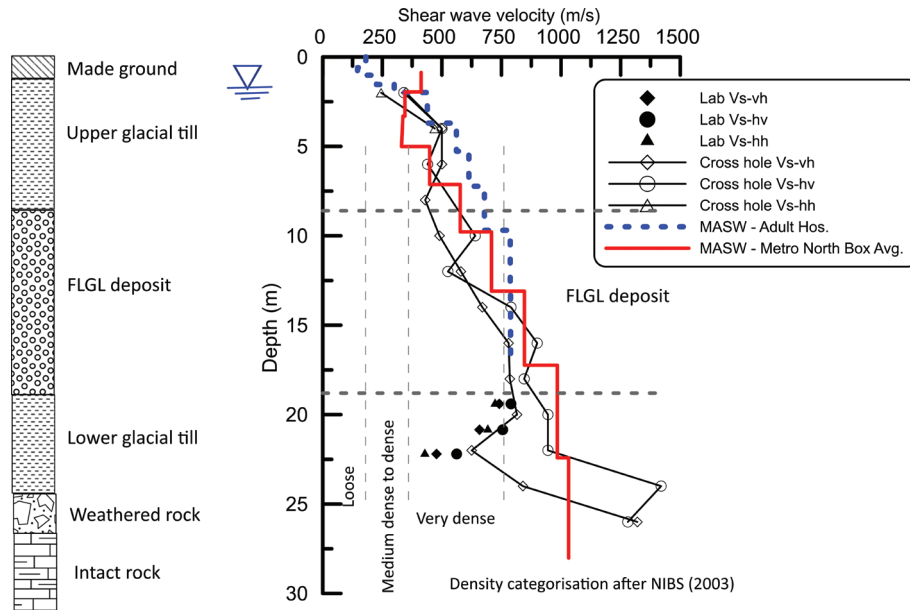 Shear wave velocity (m/s)
0 250 500 750 1000 1500
0
5
10
15
20
25
30
Depth (m)
Made ground
Upper glacial till
FLGL deposit
Lower glacial till
Weathered rock
Intact rock
Lab Vs-vh
Lab Vs-hv
Lab Vs-hh
Cross hole Vs-vh
Cross hole Vs-hv
Cross hole Vs-hh
MASW - Adult Hos.
MASW - Metro North Box Avg.
FLGL deposit
Loose
Medium dense to dense
Very dense
Density categorisation after NIBS (2003)